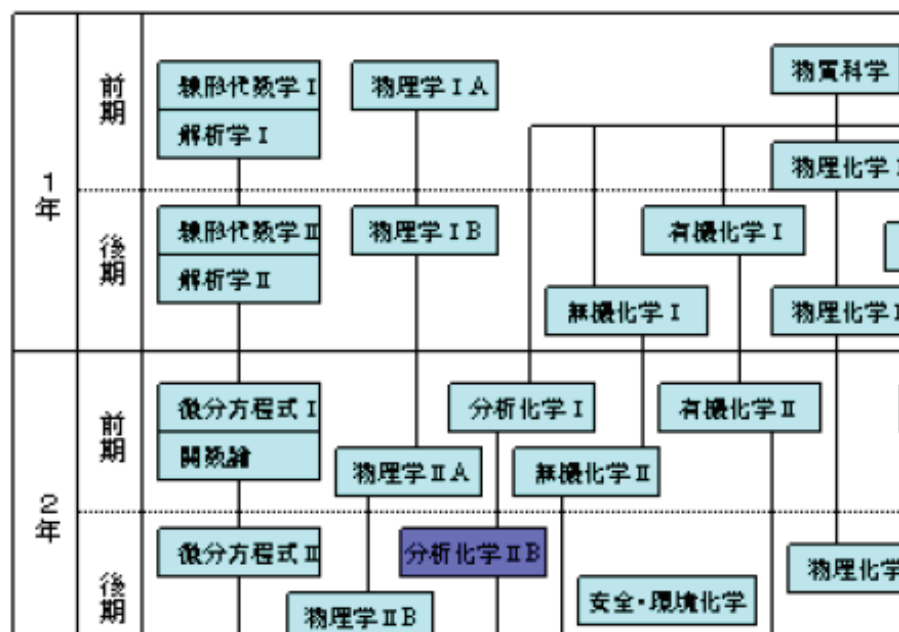 1年
前期
線形代数学Ⅰ
解析学Ⅰ
物理学ⅠA
物質科学
物理化学
後期
線形代数学Ⅱ
解析学Ⅱ
物理学ⅠB
有機化学Ⅰ
無機化学Ⅰ
物理化学
2年
前期
微分方程式Ⅰ
関数論
分析化学Ⅰ
有機化学Ⅱ
物理学ⅡA
無機化学Ⅱ
後期
微分方程式Ⅱ
分析化学ⅡB
物理化学
安全・環境化学
物理学ⅡB